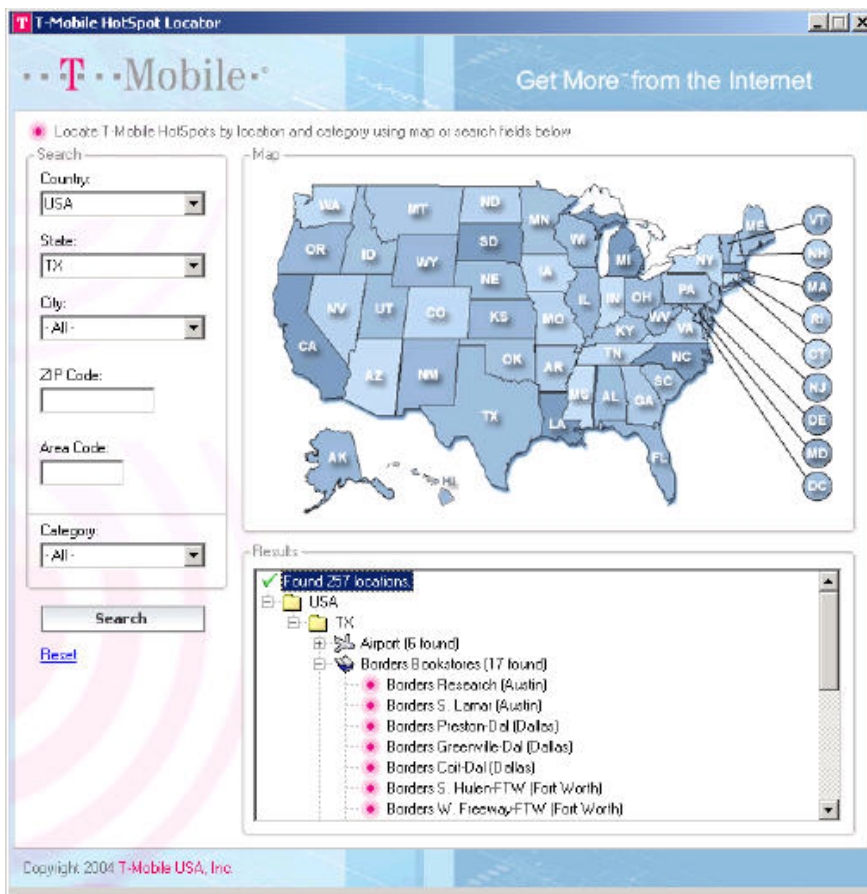 T-Mobile HotSpot Locator
T - Mobile
Get More from the Internet
Locate T-Mobile HotSpots by location and category using map or search fields below
Search
Country:
USA
State:
TX
City:
- All -
ZIP Code:
Area Code:
Category:
- All -
Search
Reset
Map
WA
MT
ND
MN
ME
VT
OR
ID
WY
SD
WI
MI
NY
NH
MA
NE
IA
PA
RI
NV
UT
CO
KS
MO
IL
IN
OH
WV
VA
CT
CA
KY
NJ
AZ
NM
OK
AR
TN
NC
SC
DE
TX
LA
MS
AL
GA
MD
AK
HI
FL
DC
Results
Found 257 locations.
USA
TX
Airport (6 found)
Borders Bookstores (17 found)
Borders Research (Austin)
Borders S. Lamar (Austin)
Borders Preston-Dal (Dallas)
Borders Greenville-Dal (Dallas)
Borders Coit-Dal (Dallas)
Borders S. Hulen-FTW (Fort Worth)
Borders W. Freeway-FTW (Fort Worth)
Copyright 2004 T-Mobile USA, Inc.